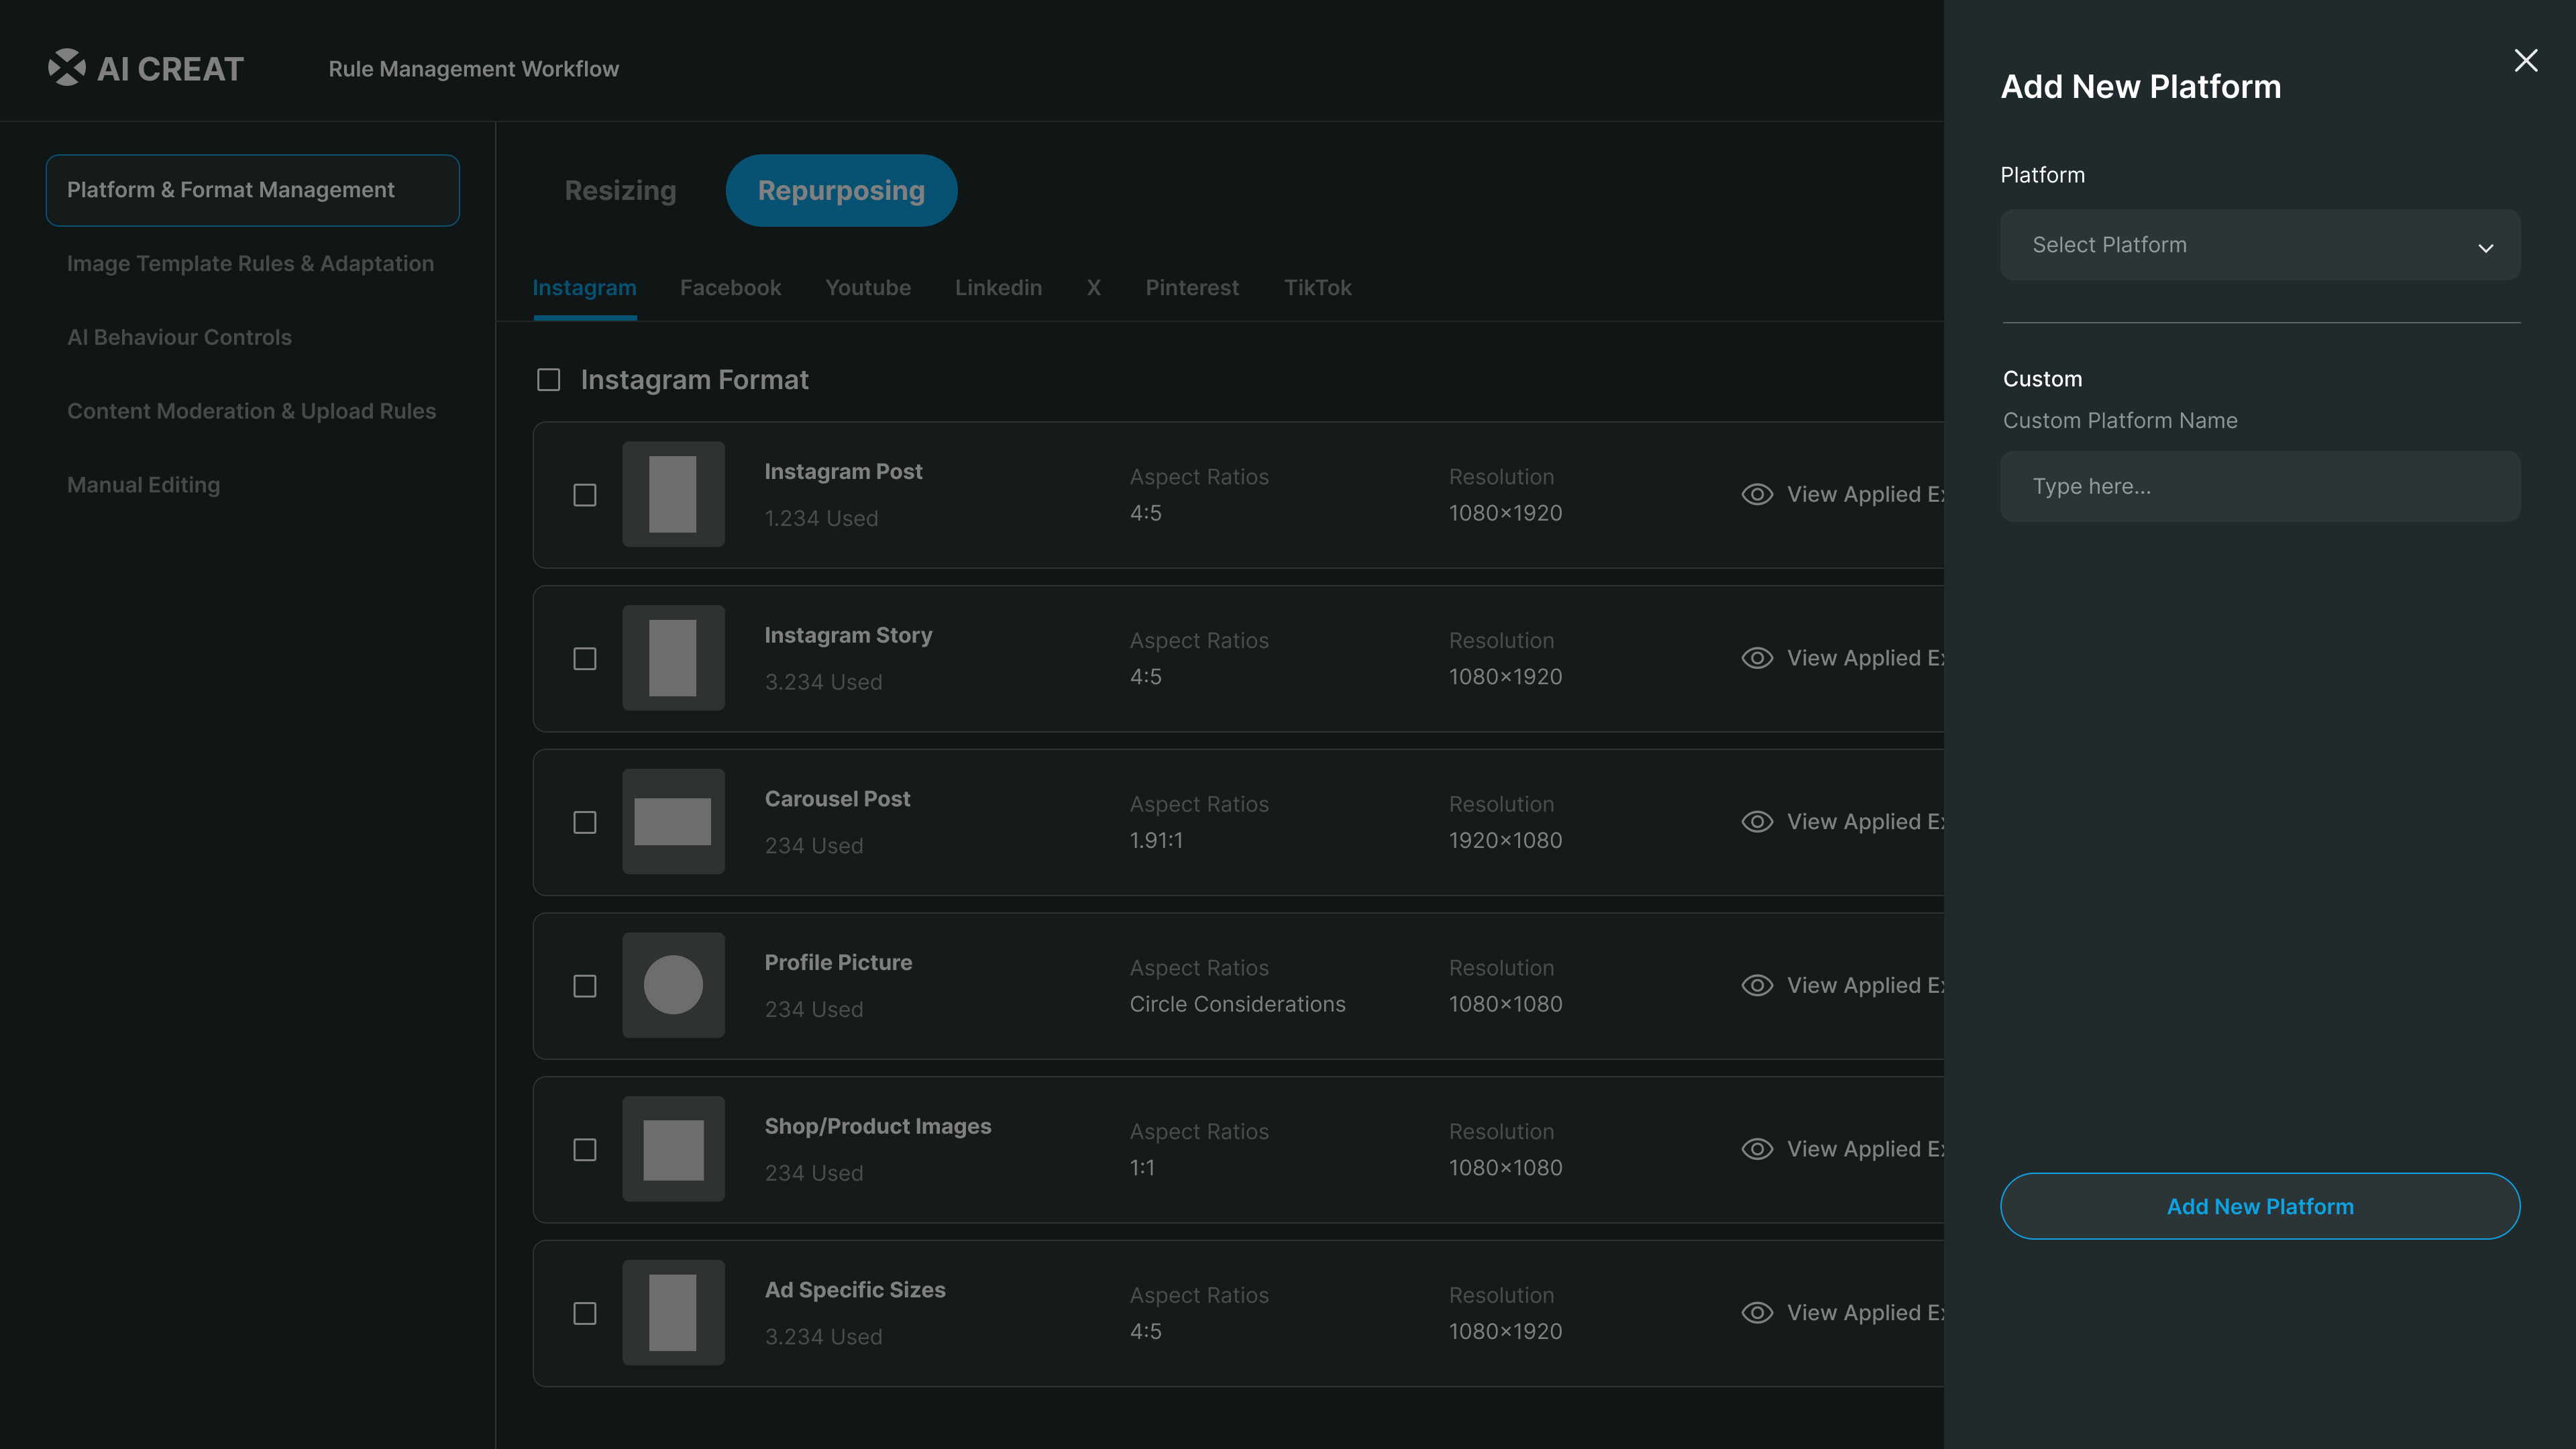 AI CREAT
Rule Management Workflow
Platform & Format Management
Image Template Rules & Adaptation
AI Behaviour Controls
Content Moderation & Upload Rules
Manual Editing
Resizing
Repurposing
Instagram
Facebook
Youtube
Linkedin
X
Pinterest
TikTok
Instagram Format
Instagram Post
1.234 Used
Aspect Ratios
4:5
Resolution
1080×1920
View Applied
Instagram Story
3.234 Used
Aspect Ratios
4:5
Resolution
1080×1920
View Applied
Carousel Post
234 Used
Aspect Ratios
1.91:1
Resolution
1920×1080
View Applied
Profile Picture
234 Used
Aspect Ratios
Circle Considerations
Resolution
1080×1080
View Applied
Shop/Product Images
234 Used
Aspect Ratios
1:1
Resolution
1080×1080
View Applied
Ad Specific Sizes
3.234 Used
Aspect Ratios
4:5
Resolution
1080×1920
View Applied
Add New Platform
Platform
Select Platform
Custom
Custom Platform Name
Type here...
Add New Platform